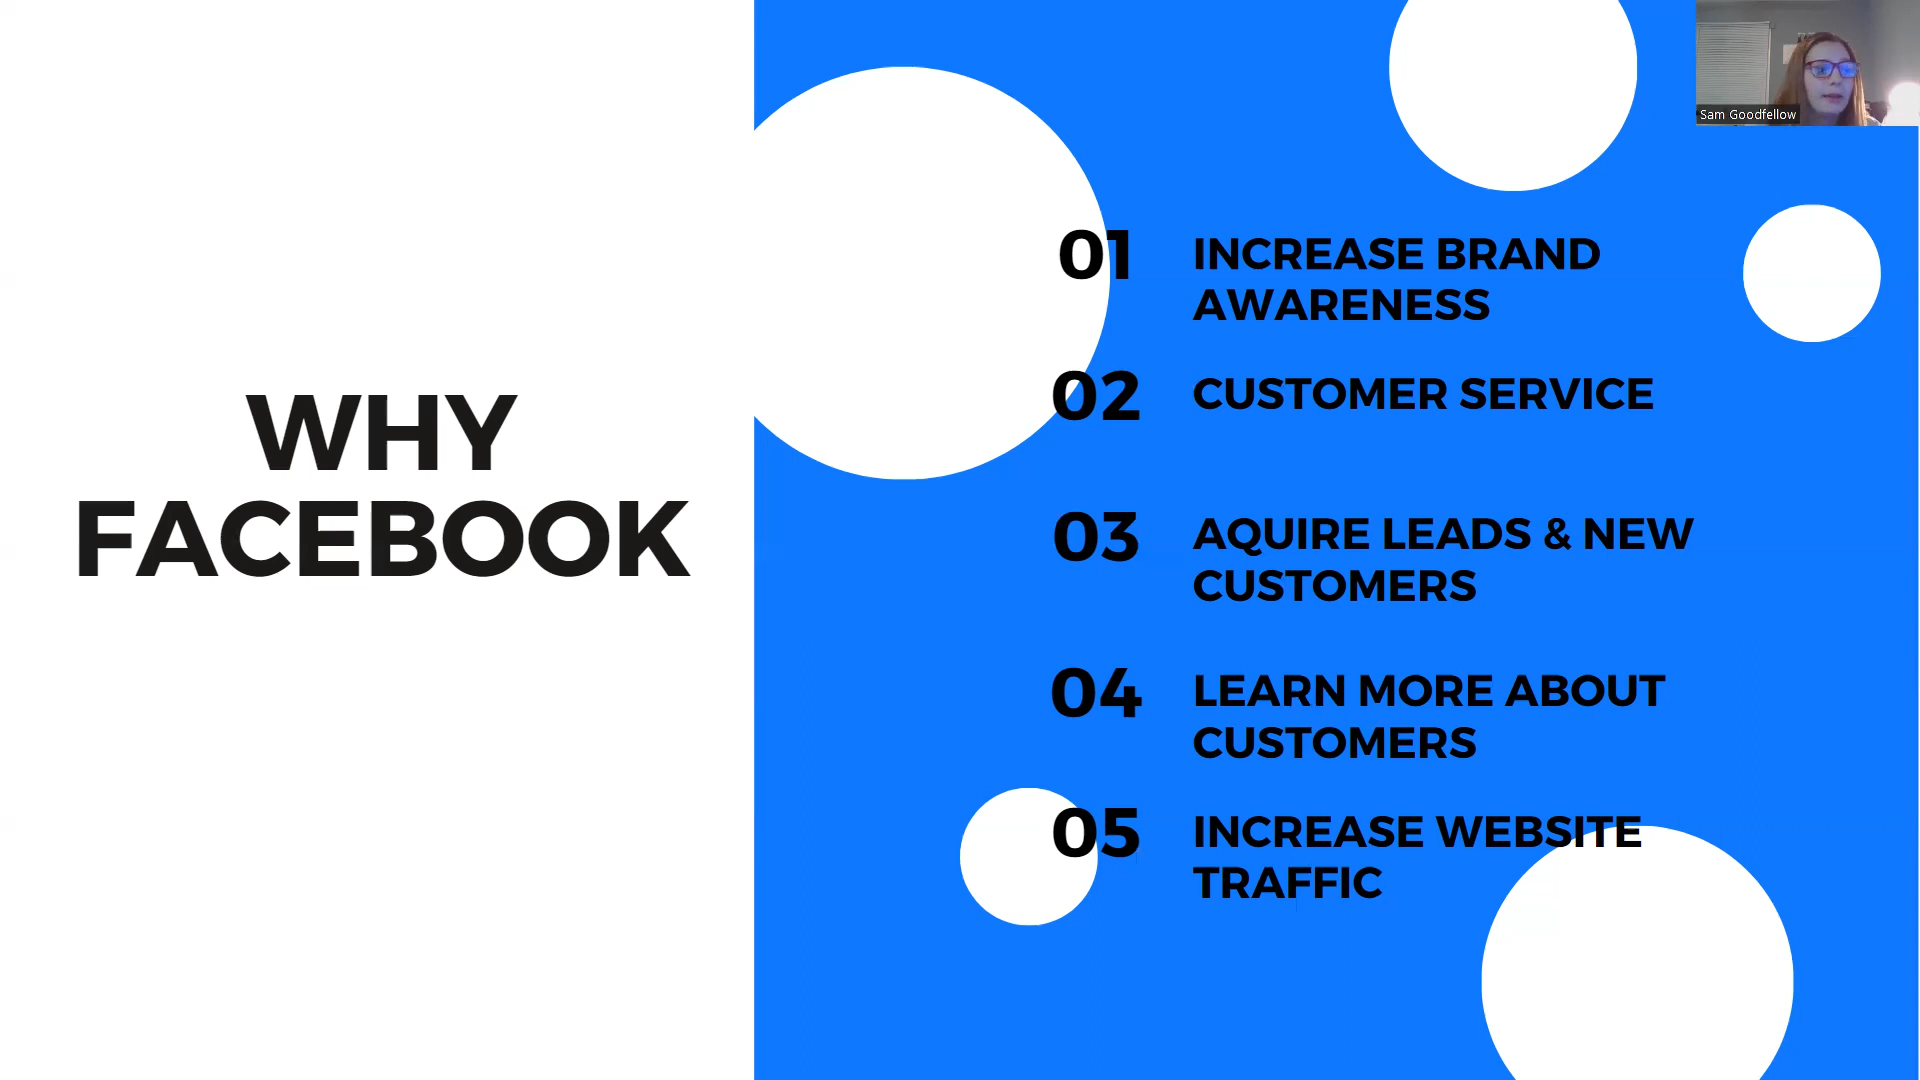 WHY
FACEBOOK
01 INCREASE BRAND
AWARENESS
02 CUSTOMER SERVICE
03 AQUIRE LEADS & NEW
CUSTOMERS
04 LEARN MORE ABOUT
CUSTOMERS
05 INCREASE WEBSITE
TRAFFIC
Sam Goodfellow